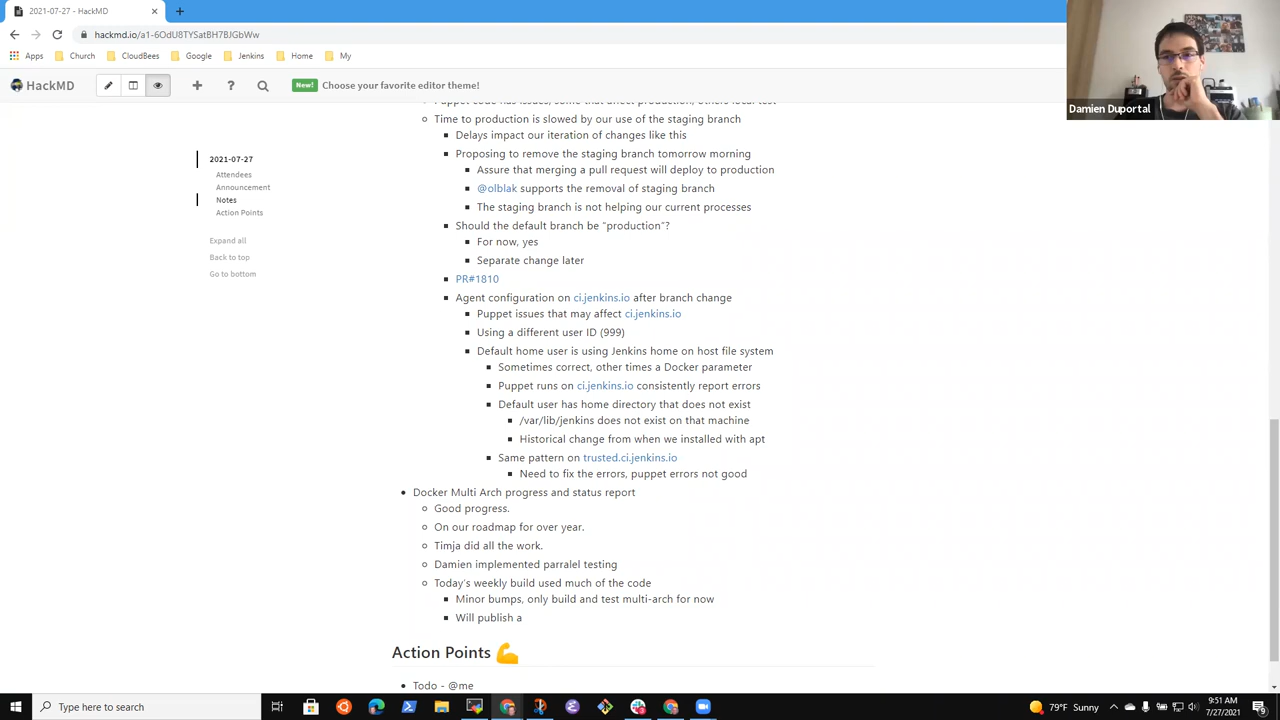 2021-07-27 - HackMD
hackmd.io/a1-6OdU8TYSatBH7BJGbWw
Apps Church CloudBees Google Jenkins Home My
HackMD
New! Choose your favorite editor theme!
Damien Duportal
2021-07-27
Attendees
Announcement
Notes
Action Points
Expall all
Back to top
Go to bottom
Puppet code has issues, some that affect production, others local test
Time to production is slowed by our use of the staging branch
Delays impact our iteration of changes like this
Proposing to remove the staging branch tomorrow morning
Assure that merging a pull request will deploy to production
@olblak supports the removal of staging branch
The staging branch is not helping our current processes
Should the default branch be "production"?
For now, yes
Separate change later
PR#1810
Agent configuration on ci.jenkins.io after branch change
Puppet issues that may affect ci.jenkins.io
Using a different user ID (999)
Default home user is using Jenkins home on host file system
Sometimes correct, other times a Docker parameter
Puppet runs on ci.jenkins.io consistently report errors
Default user has home directory that does not exist
/var/lib/jenkins does not exist on that machine
Historical change from when we installed with apt
Same pattern on trusted.ci.jenkins.io
Need to fix the errors, puppet errors not good
Docker Multi Arch progress and status report
Good progress.
On our roadmap for over year.
Timja did all the work.
Damien implemented parralel testing
Today's weekly build used much of the code
Minor bumps, only build and test multi-arch for now
Will publish a
Action Points
Todo - @me
Type here to search
79°F Sunny
9:51 AM
7/27/2021